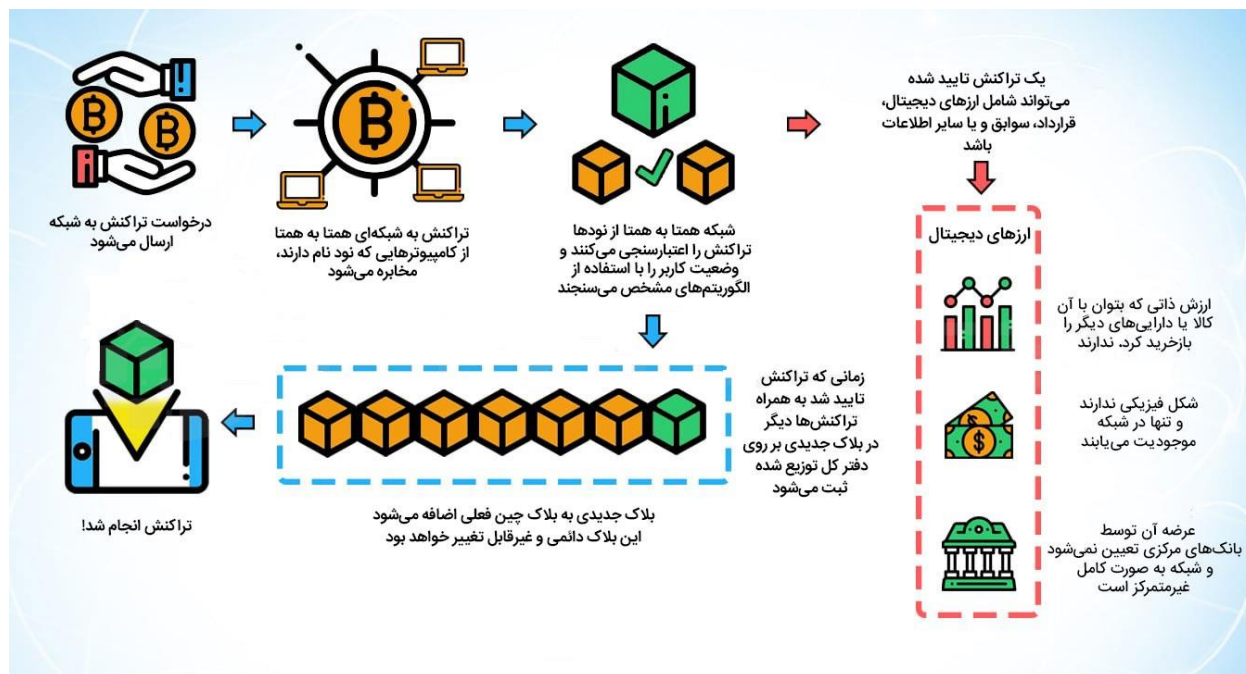 درخواست تراکنش به شبکه
ارسال می‌شود
تراکنش به شبکه‌ای همتا به همتا
از کامپیوترهایی که نود نام دارند،
مخابره می‌شود
شبکه همتا به همتا از نودها
تراکنش را اعتبارسنجی می‌کنند و
وضعیت کاربر را با استفاده از
الگوریتم‌های مشخص می‌سنجند
یک تراکنش تایید شده
می‌تواند شامل ارزهای دیجیتال،
قرارداد، سوابق و یا سایر اطلاعات
باشد
ارزهای دیجیتال
ارزش ذاتی که بتوان با آن
کالا یا دارایی‌های دیگر را
بازخرید کرد، ندارند
شکل فیزیکی ندارند
و تنها در شبکه
موجودیت می‌یابند
عرضه آن توسط
بانک‌های مرکزی تعیین نمی‌شود
و شبکه به صورت کامل
غیرمتمرکز است
زمانی که تراکنش
تایید شد به همراه
تراکنش‌ها دیگر
در بلاک جدیدی بر روی
دفتر کل توزیع شده
ثبت می‌شود
بلاک جدیدی به بلاک چین فعلی اضافه می‌شود
این بلاک دائمی و غیرقابل تغییر خواهد بود
تراکنش انجام شد!